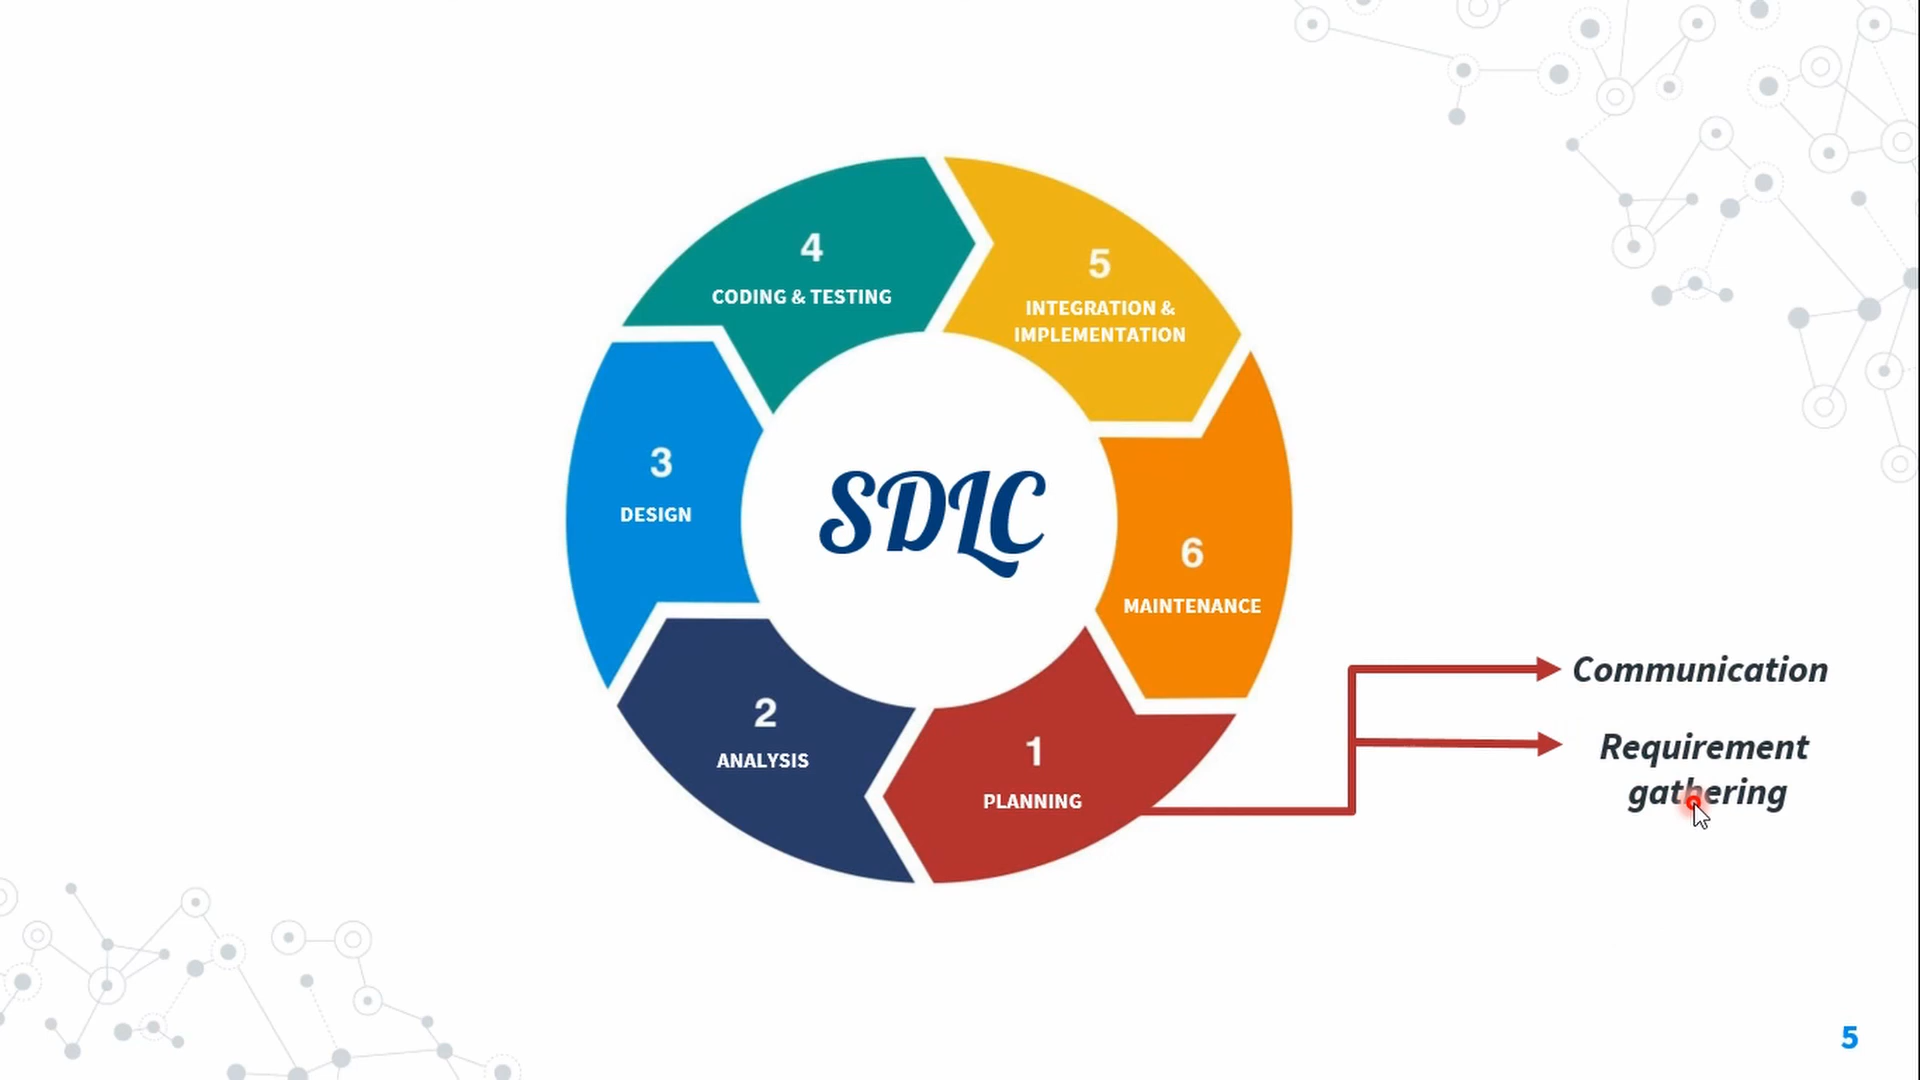 4
CODING & TESTING
5
INTEGRATION &
IMPLEMENTATION
3
DESIGN
SDLC
6
MAINTENANCE
2
ANALYSIS
1
PLANNING
Communication
Requirement
gathering
5